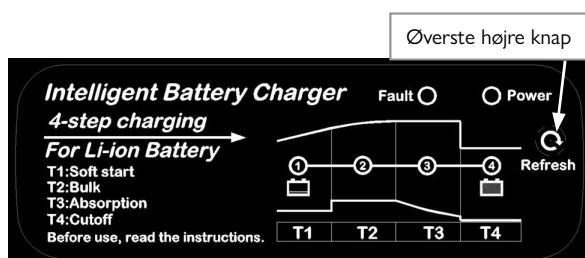 Øverste højre knap
Intelligent Battery Charger
Fault
Power
4-step charging
For Li-ion Battery
T1:Soft start
T2:Bulk
T3:Absorption
T4:Cutoff
Before use, read the instructions.
1 2 3 4
Refresh
T1 T2 T3 T4